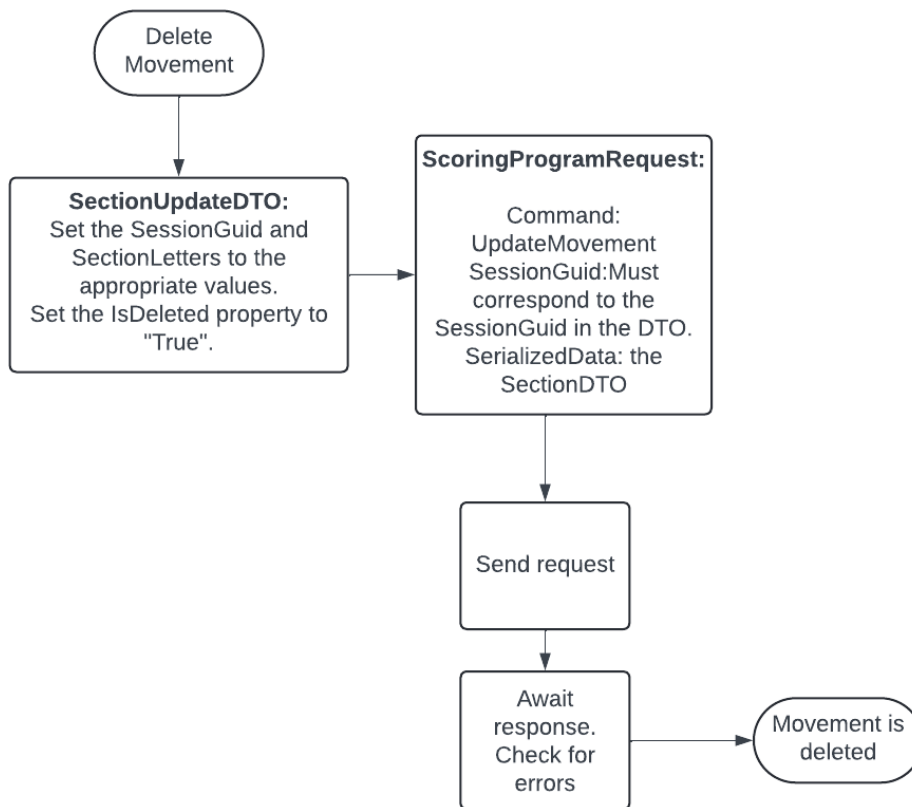 Delete
Movement
SectionUpdateDTO:
Set the SessionGuid and
SectionLetters to the
appropriate values.
Set the IsDeleted property to
"True".
ScoringProgramRequest:
Command:
UpdateMovement
SessionGuid:Must
correspond to the
SessionGuid in the DTO.
SerializedData: the
SectionDTO
Send request
Await
response.
Check for
errors
Movement is
deleted